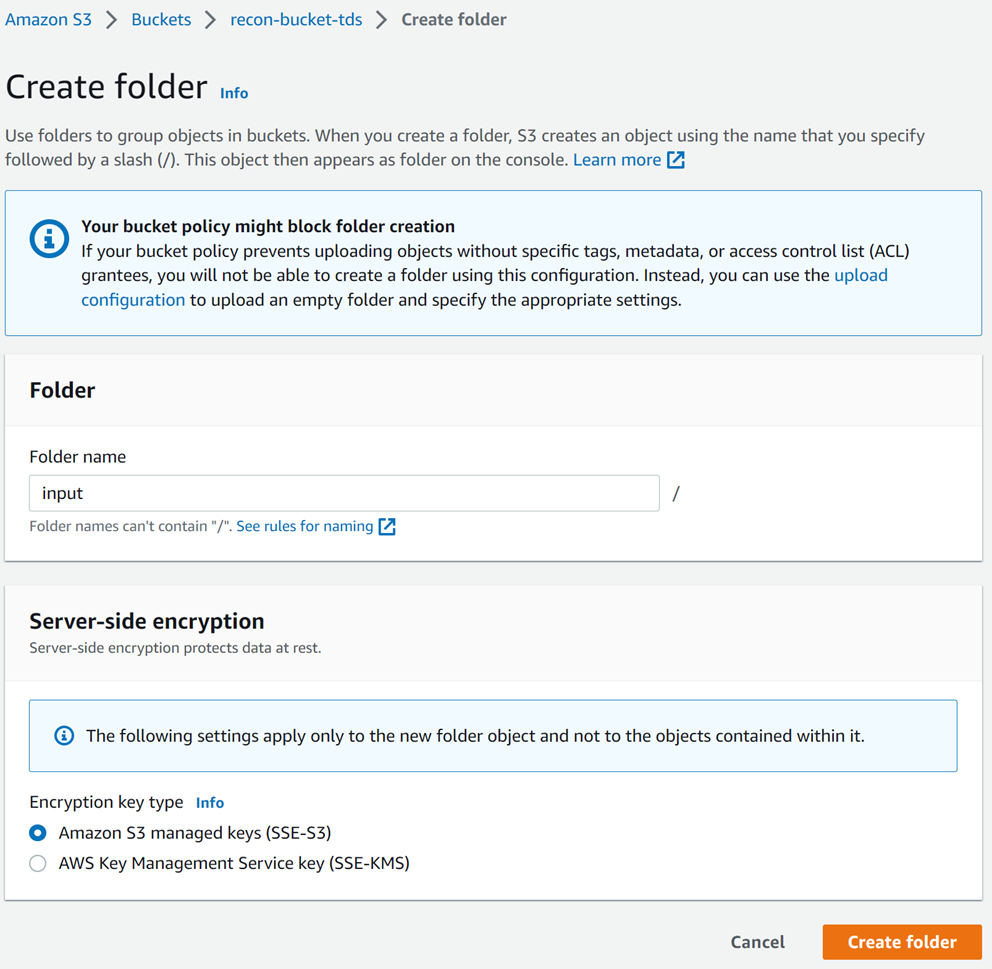 Amazon S3 > Buckets > recon-bucket-tds > Create folder
Create folder Info
Use folders to group objects in buckets. When you create a folder, S3 creates an object using the name that you specify
followed by a slash (/). This object then appears as folder on the console. Learn more
Your bucket policy might block folder creation
If your bucket policy prevents uploading objects without specific tags, metadata, or access control list (ACL)
grantees, you will not be able to create a folder using this configuration. Instead, you can use the upload
configuration to upload an empty folder and specify the appropriate settings.
Folder
Folder name
input /
Folder names can't contain "/". See rules for naming
Server-side encryption
Server-side encryption protects data at rest.
The following settings apply only to the new folder object and not to the objects contained within it.
Encryption key type Info
Amazon S3 managed keys (SSE-S3)
AWS Key Management Service key (SSE-KMS)
Cancel Create folder